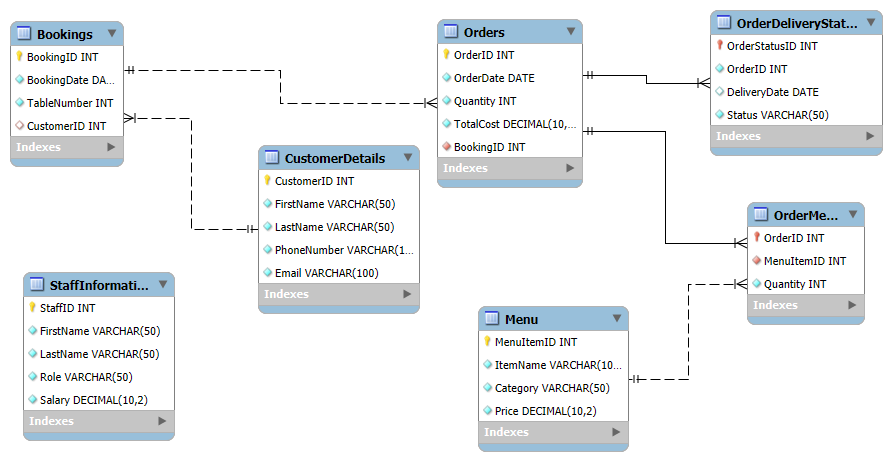 Bookings
BookingID INT
BookingDate DA...
TableNumber INT
CustomerID INT
Indexes
Orders
OrderID INT
OrderDate DATE
Quantity INT
TotalCost DECIMAL(10,...
BookingID INT
Indexes
OrderDeliveryStat...
OrderStatusID INT
OrderID INT
DeliveryDate DATE
Status VARCHAR(50)
Indexes
CustomerDetails
CustomerID INT
FirstName VARCHAR(50)
LastName VARCHAR(50)
PhoneNumber VARCHAR(1...
Email VARCHAR(100)
Indexes
OrderMe...
OrderID INT
MenuItemID INT
Quantity INT
Indexes
StaffInformati...
StaffID INT
FirstName VARCHAR(50)
LastName VARCHAR(50)
Role VARCHAR(50)
Salary DECIMAL(10,2)
Indexes
Menu
MenuItemID INT
ItemName VARCHAR(10...
Category VARCHAR(50)
Price DECIMAL(10,2)
Indexes